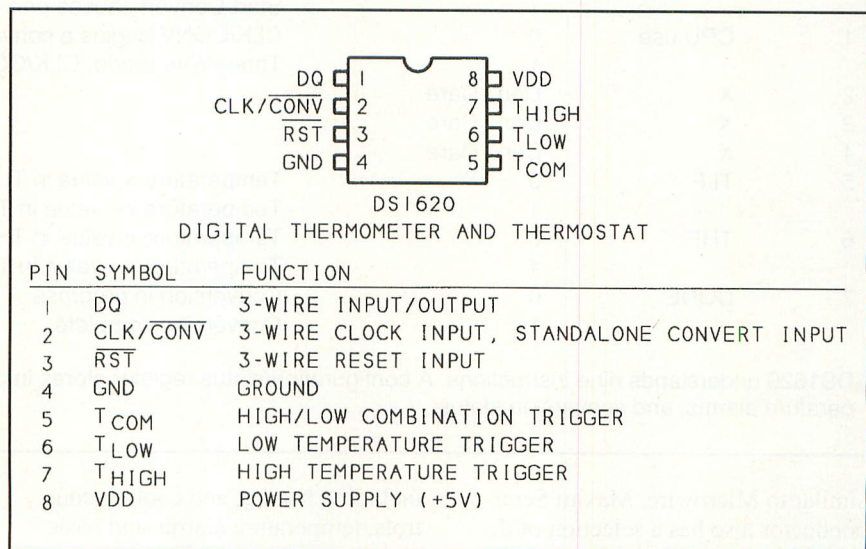 DQ 1 8 VDD
CLK/CONV 2 7 THIGH
RST 3 6 TLOW
GND 4 5 TCOM
DS1620
DIGITAL THERMOMETER AND THERMOSTAT
PIN SYMBOL FUNCTION
1 DQ 3-WIRE INPUT/OUTPUT
2 CLK/CONV 3-WIRE CLOCK INPUT, STANDALONE CONVERT INPUT
3 RST 3-WIRE RESET INPUT
4 GND GROUND
5 TCOM HIGH/LOW COMBINATION TRIGGER
6 TLOW LOW TEMPERATURE TRIGGER
7 THIGH HIGH TEMPERATURE TRIGGER
8 VDD POWER SUPPLY (+5V)